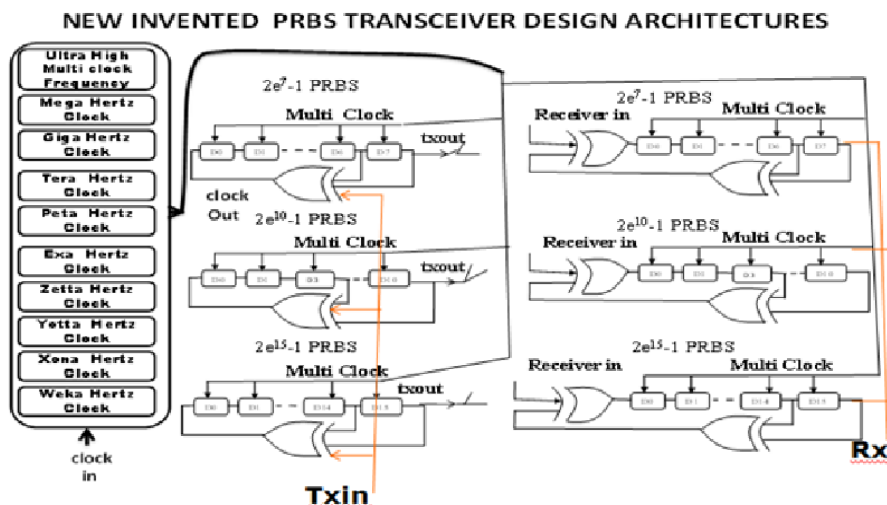 NEW INVENTED PRBS TRANSCEIVER DESIGN ARCHITECTURES
Ultra High
Multi clock
Frequency
Mega Hertz
Clock
Giga Hertz
Clock
Tera Hertz
Clock
Peta Hertz
Clock
Exa Hertz
Clock
Zetta Hertz
Clock
Yotta Hertz
Clock
Xona Hertz
Clock
Weka Hertz
Clock
clock
in
clock
Out
2e⁷-1 PRBS
Multi Clock
txout
D0 D1 D6 D7
2e¹⁰-1 PRBS
Multi Clock
txout
D0 D1 D3 D10
2e¹⁵-1 PRBS
Multi Clock
txout
D0 D1 D14 D15
Txin
2e⁷-1 PRBS
Receiver in
Multi Clock
D0 D1 D6 D7
2e¹⁰-1 PRBS
Receiver in
Multi Clock
D0 D1 D3 D10
2e¹⁵-1 PRBS
Receiver in
Multi Clock
D0 D1 D14 D15
Rx